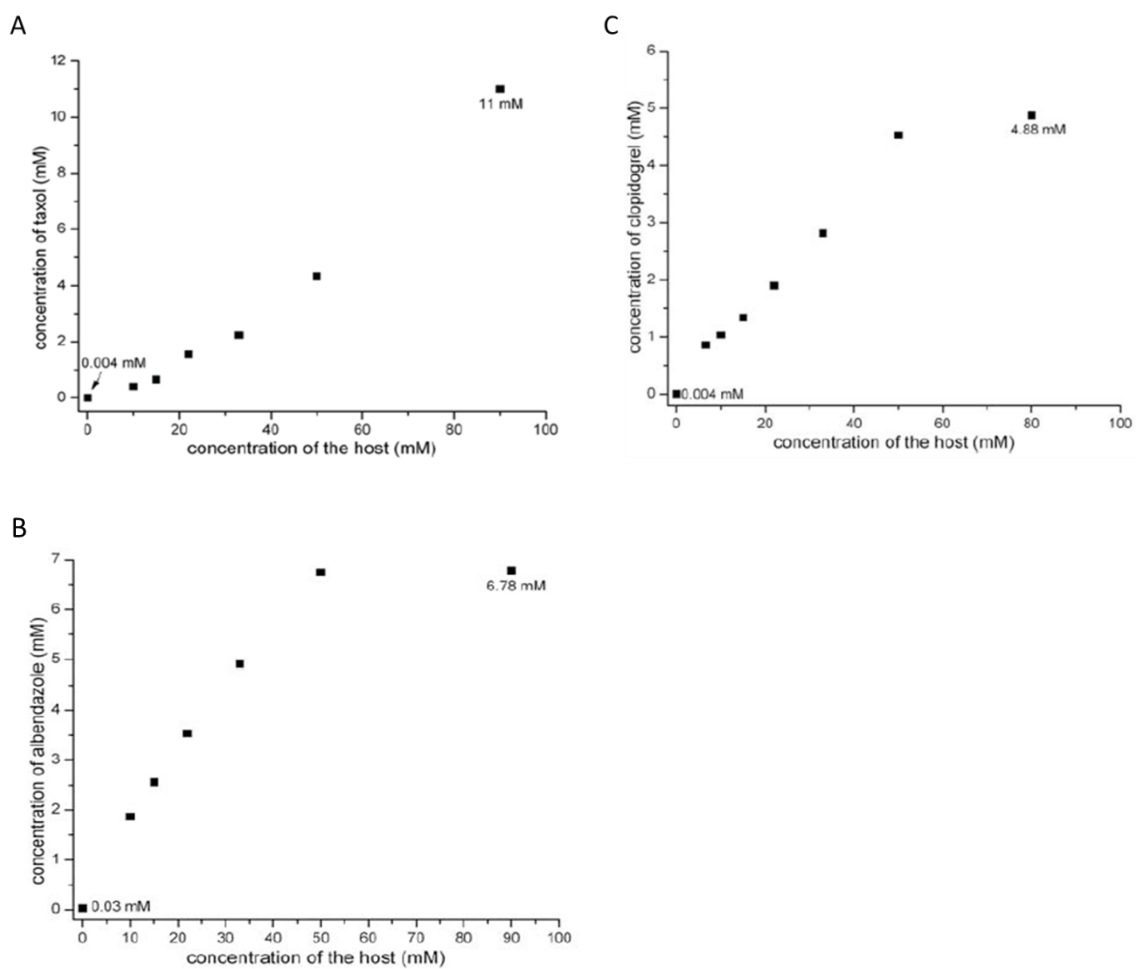 A
12
10
8
6
4
2
0
concentration of taxol (mM)
11 mM
0.004 mM
0 20 40 60 80 100
concentration of the host (mM)
C
6
5
4
3
2
1
0
concentration of clopidogrel (mM)
4.88 mM
0.004 mM
0 20 40 60 80 100
concentration of the host (mM)
B
7
6
5
4
3
2
1
0
concentration of albendazole (mM)
6.78 mM
0.03 mM
0 10 20 30 40 50 60 70 80 90 100
concentration of the host (mM)